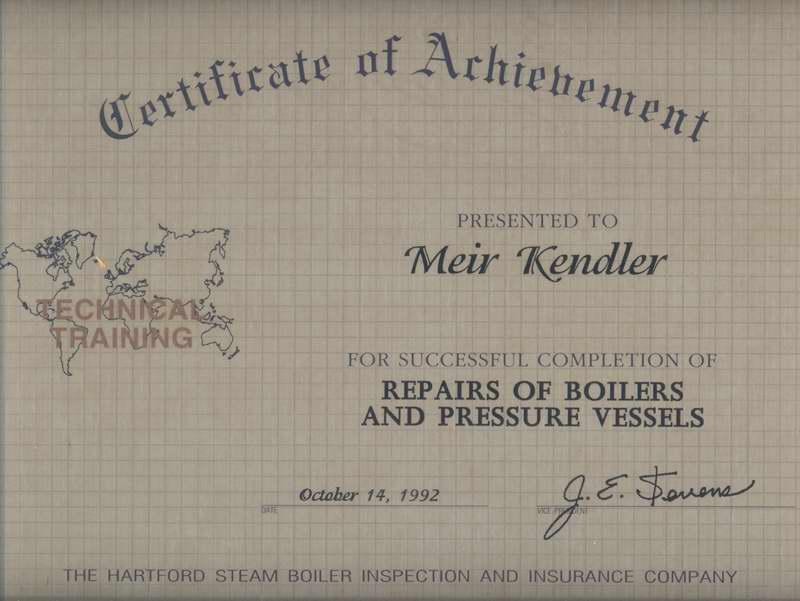 Certificate of Achievement
PRESENTED TO
Meir Kendler
TECHNICAL
TRAINING
FOR SUCCESSFUL COMPLETION OF
REPAIRS OF BOILERS
AND PRESSURE VESSELS
October 14, 1992
J. E. Stevens
DATE
VICE PRESIDENT
THE HARTFORD STEAM BOILER INSPECTION AND INSURANCE COMPANY